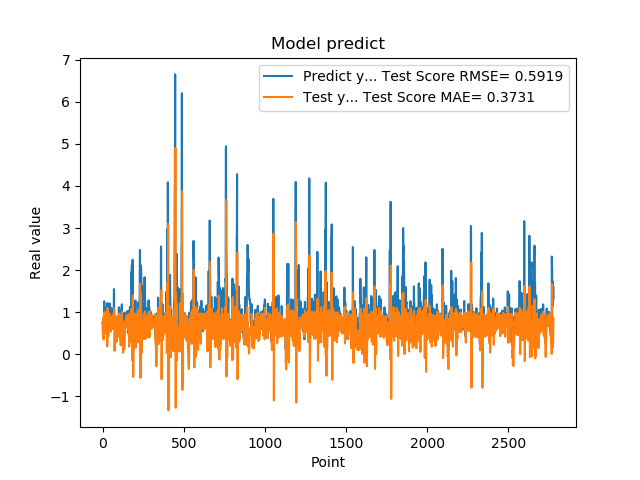 Model predict
Predict y... Test Score RMSE= 0.5919
Test y... Test Score MAE= 0.3731
Real value
7
6
5
4
3
2
1
0
−1
0 500 1000 1500 2000 2500
Point